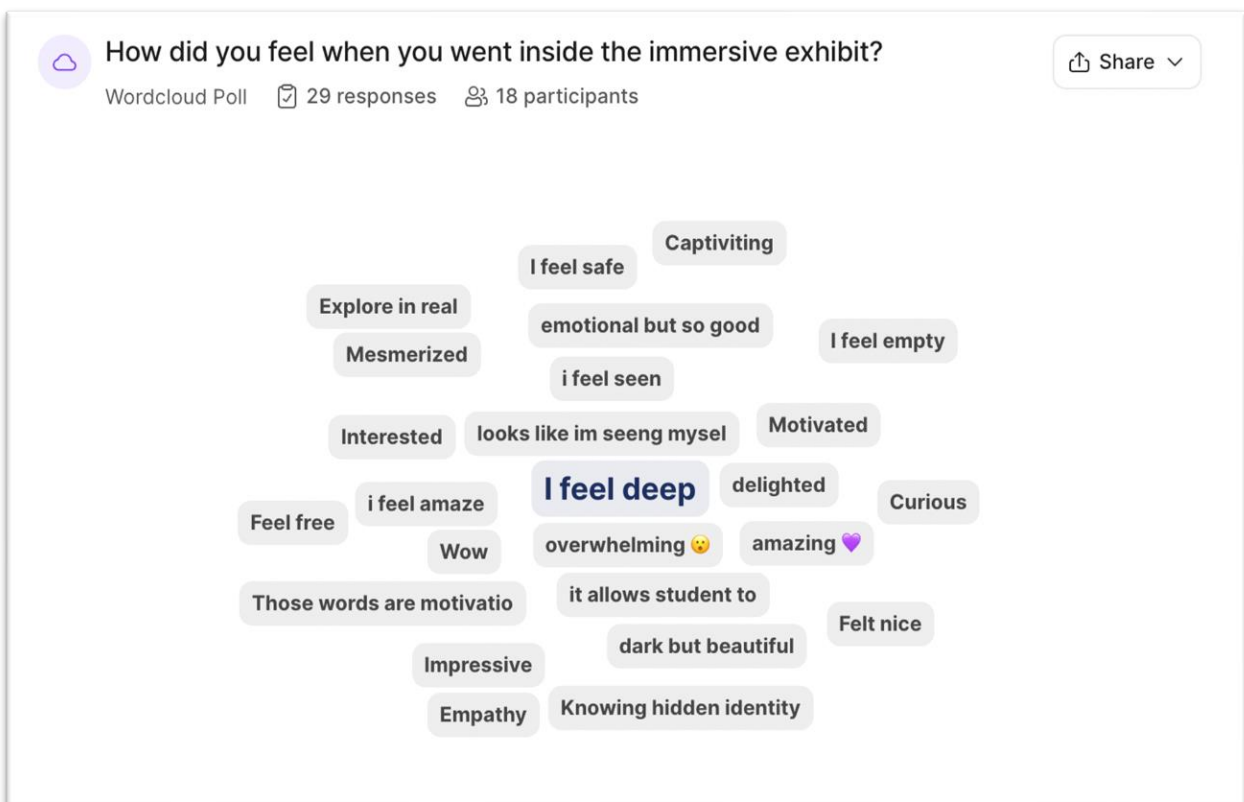 How did you feel when you went inside the immersive exhibit?
Share
Wordcloud Poll 29 responses 18 participants
Captiviting
I feel safe
Explore in real
emotional but so good
I feel empty
Mesmerized
i feel seen
Motivated
Interested
looks like im seeng mysel
I feel deep
delighted
Curious
i feel amaze
Feel free
overwhelming 😮
amazing 💜
Wow
it allows student to
Those words are motivatio
Felt nice
dark but beautiful
Impressive
Knowing hidden identity
Empathy